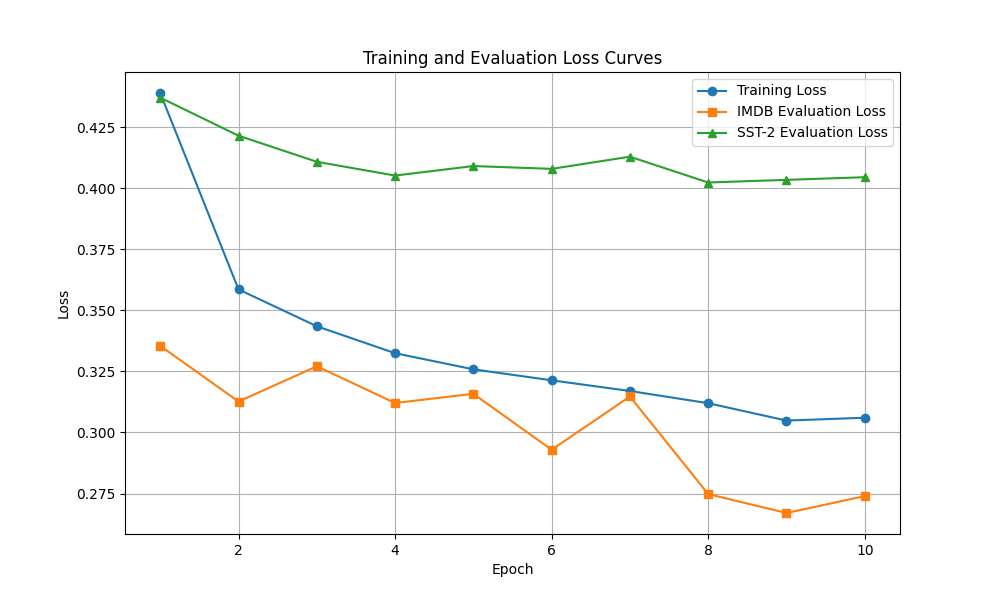 Training and Evaluation Loss Curves
Training Loss
IMDB Evaluation Loss
SST-2 Evaluation Loss
0.425
0.400
0.375
0.350
0.325
0.300
0.275
Loss
2 4 6 8 10
Epoch